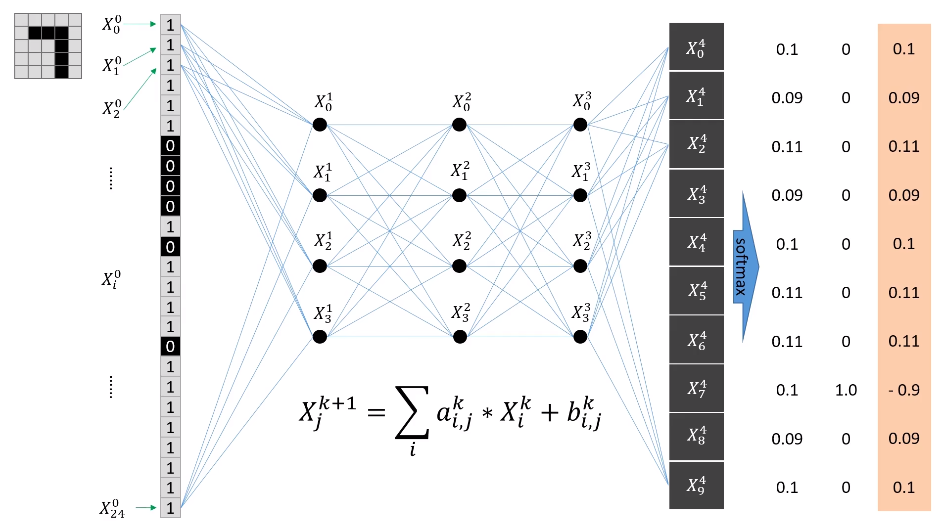 X_0^0
X_1^0
X_2^0
......
X_i^0
......
X_24^0
1
1
1
1
1
1
0
0
0
0
1
0
1
1
1
1
0
1
1
1
1
1
1
1
1
X_0^1 X_0^2 X_0^3
X_1^1 X_1^2 X_1^3
X_2^1 X_2^2 X_2^3
X_3^1 X_3^2 X_3^3
X_j^{k+1} = ∑_i a_{i,j}^k * X_i^k + b_{i,j}^k
softmax
X_0^4 0.1 0 0.1
X_1^4 0.09 0 0.09
X_2^4 0.11 0 0.11
X_3^4 0.09 0 0.09
X_4^4 0.1 0 0.1
X_5^4 0.11 0 0.11
X_6^4 0.11 0 0.11
X_7^4 0.1 1.0 - 0.9
X_8^4 0.09 0 0.09
X_9^4 0.1 0 0.1